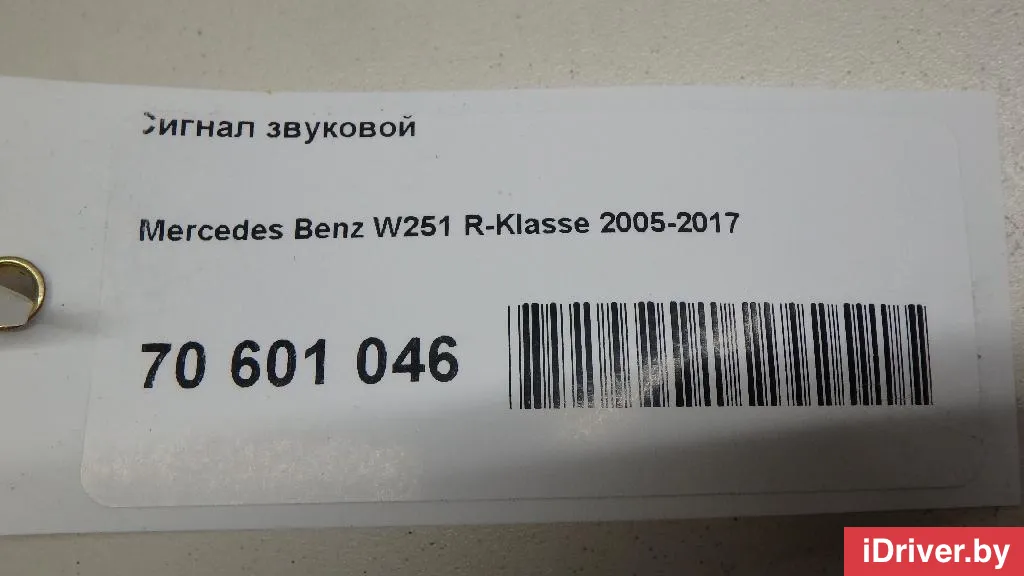 Сигнал звуковой
Mercedes Benz W251 R-Klasse 2005-2017
70 601 046
iDriver.by